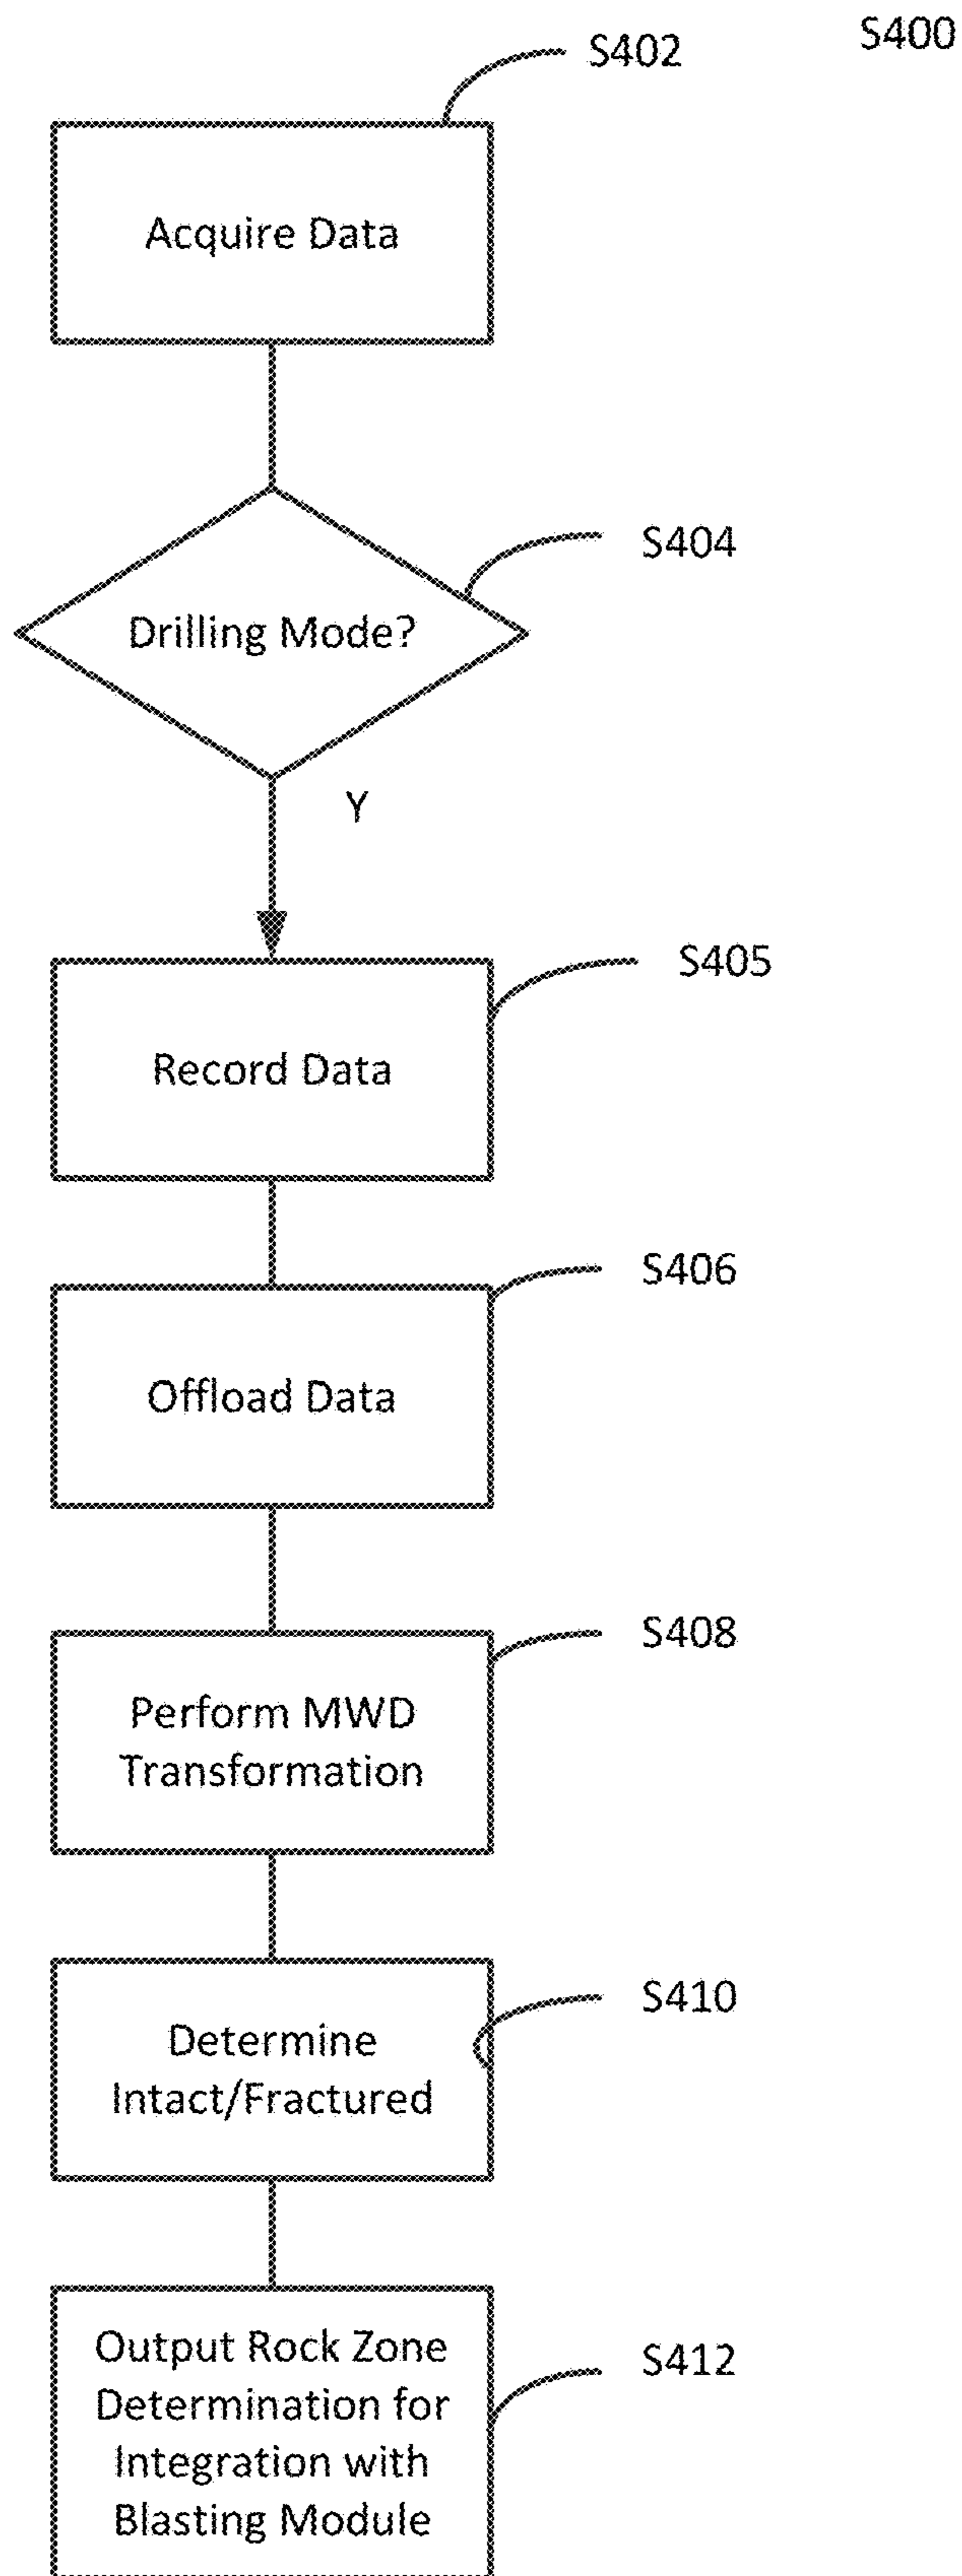 S400
S402
Acquire Data
S404
Drilling Mode?
Y
S405
Record Data
S406
Offload Data
S408
Perform MWD
Transformation
S410
Determine
Intact/Fractured
S412
Output Rock Zone
Determination for
Integration with
Blasting Module